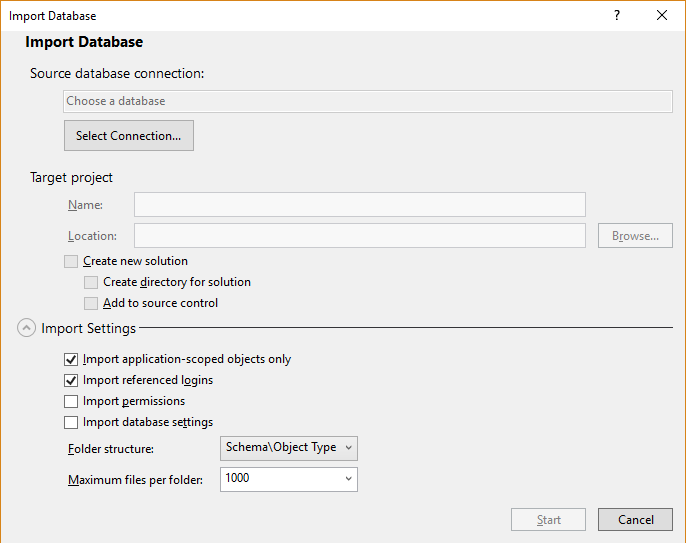 Import Database
?
Import Database
Source database connection:
Choose a database
Select Connection...
Target project
Name:
Location:
Browse...
Create new solution
Create directory for solution
Add to source control
Import Settings
Import application-scoped objects only
Import referenced logins
Import permissions
Import database settings
Folder structure: Schema\Object Type
Maximum files per folder: 1000
Start Cancel